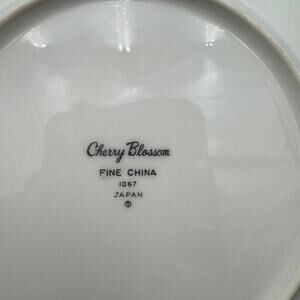 Cherry Blossom
FINE CHINA
1067
JAPAN